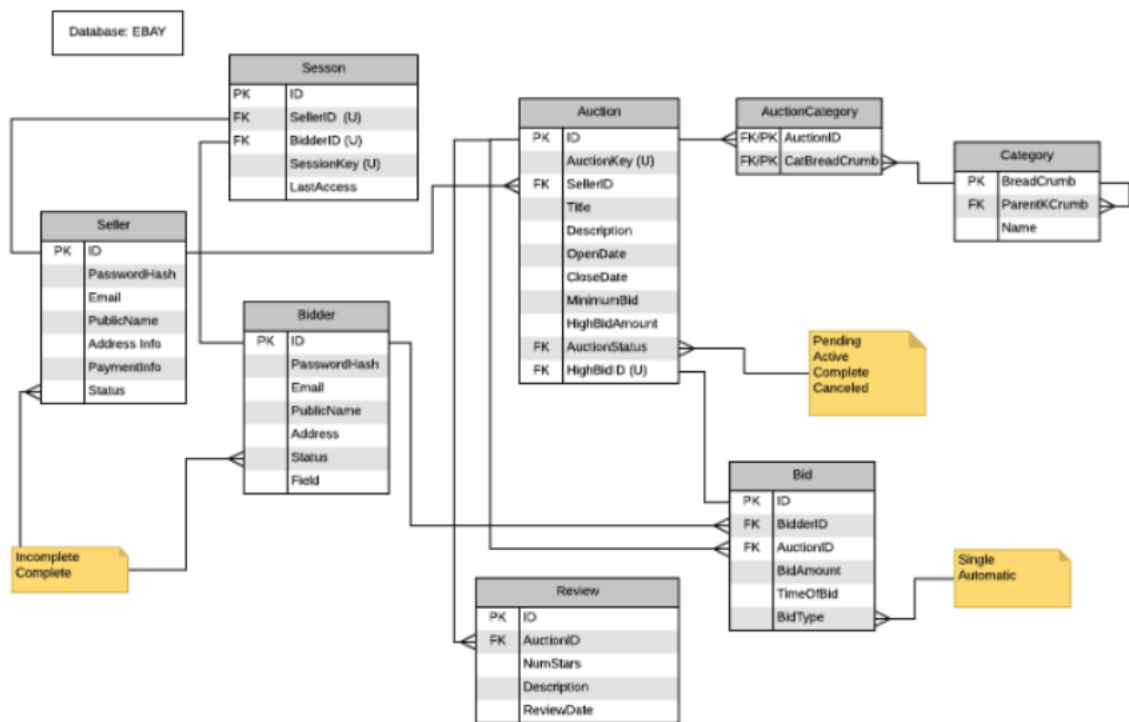 Database: EBAY
Sesson
PK ID
FK SellerID (U)
FK BidderID (U)
SessionKey (U)
LastAccess
Seller
PK ID
PasswordHash
Email
PublicName
Address Info
PaymentInfo
Status
Bidder
PK ID
PasswordHash
Email
PublicName
Address
Status
Field
Incomplete
Complete
Auction
PK ID
AuctionKey (U)
FK SellerID
Title
Description
OpenDate
CloseDate
MinimumBid
HighBidAmount
FK AuctionStatus
FK HighBidID (U)
AuctionCategory
FK/PK AuctionID
FK/PK CatBreadCrumb
Category
PK BreadCrumb
FK ParentKCrumb
Name
Pending
Active
Complete
Canceled
Bid
PK ID
FK BidderID
FK AuctionID
BidAmount
TimeOfBid
BidType
Single
Automatic
Review
PK ID
FK AuctionID
NumStars
Description
ReviewDate